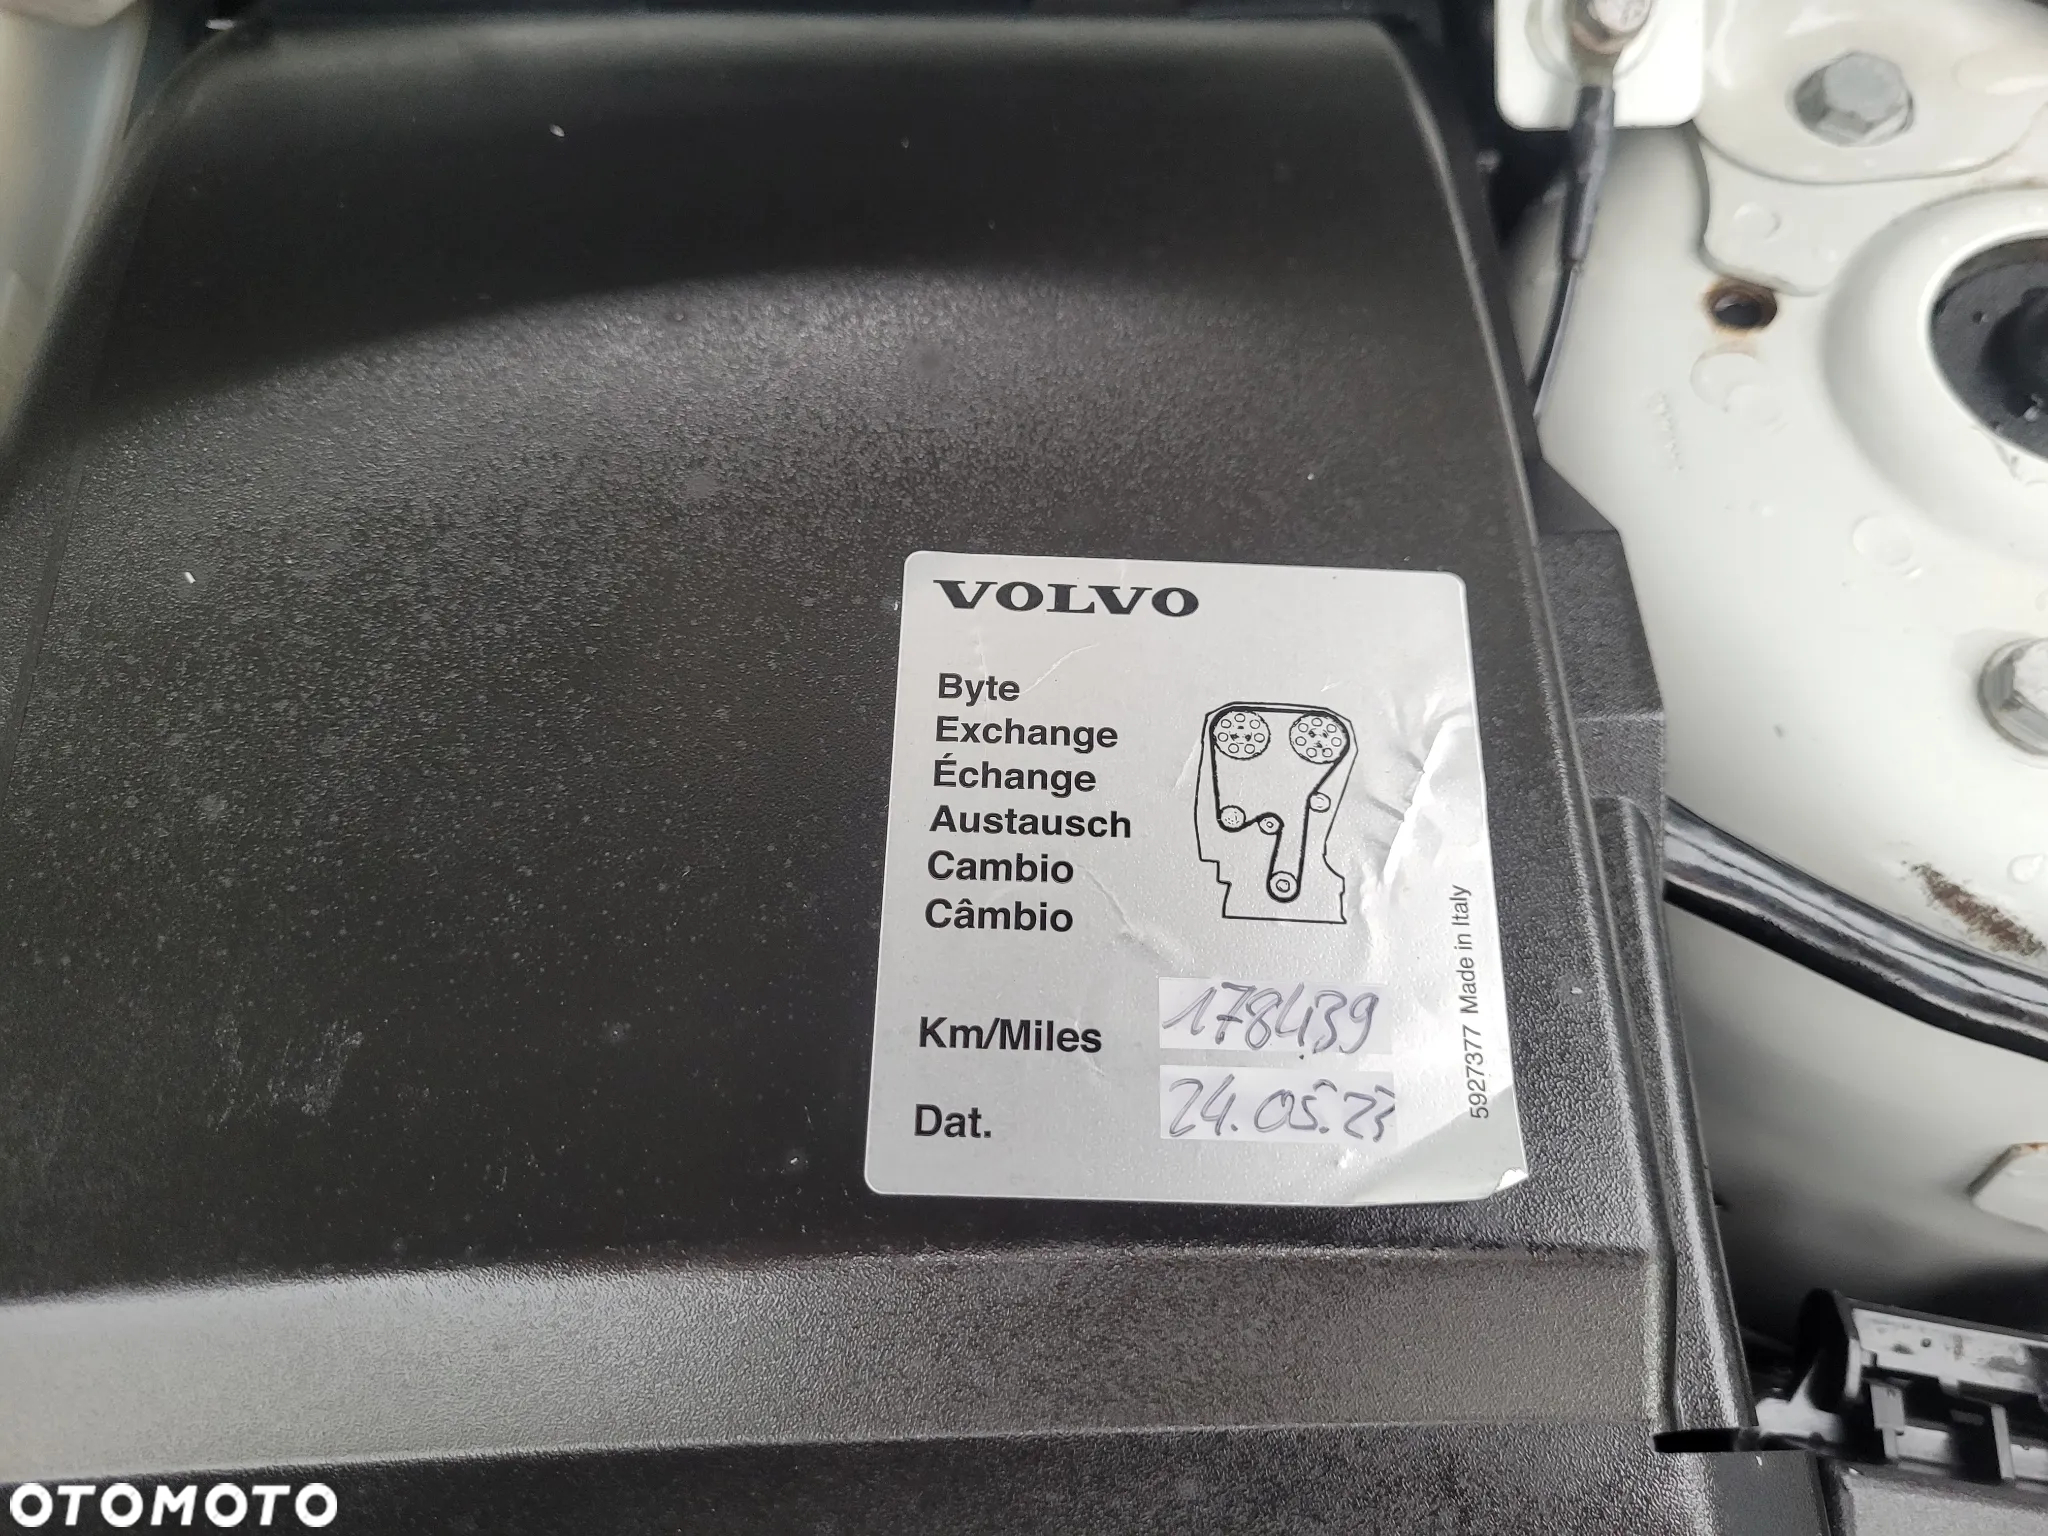 VOLVO
Byte
Exchange
Échange
Austausch
Cambio
Câmbio
Km/Miles 178439
Dat. 24.05.23
5927377 Made in Italy
OTOMOTO